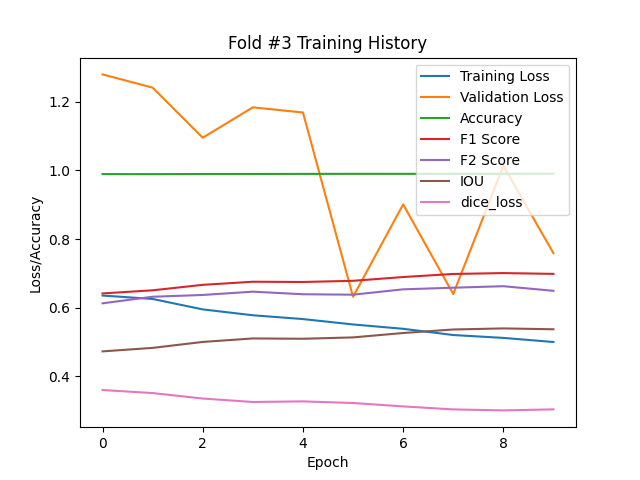 Fold #3 Training History
Training Loss
Validation Loss
Accuracy
F1 Score
F2 Score
IOU
dice_loss
Loss/Accuracy
1.2
1.0
0.8
0.6
0.4
0 2 4 6 8
Epoch